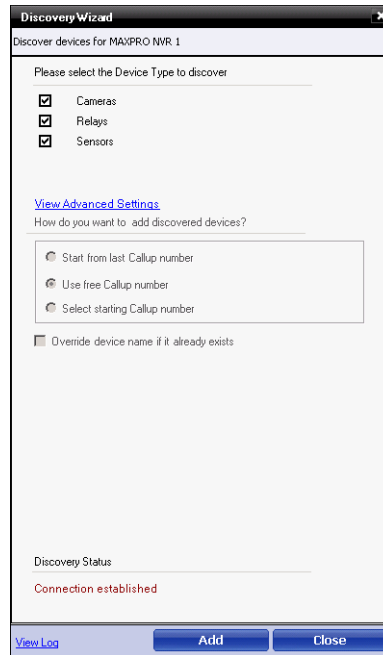 Discovery Wizard
Discover devices for MAXPRO NVR 1
Please select the Device Type to discover
Cameras
Relays
Sensors
View Advanced Settings
How do you want to add discovered devices?
Start from last Callup number
Use free Callup number
Select starting Callup number
Override device name if it already exists
Discovery Status
Connection established
View Log
Add
Close